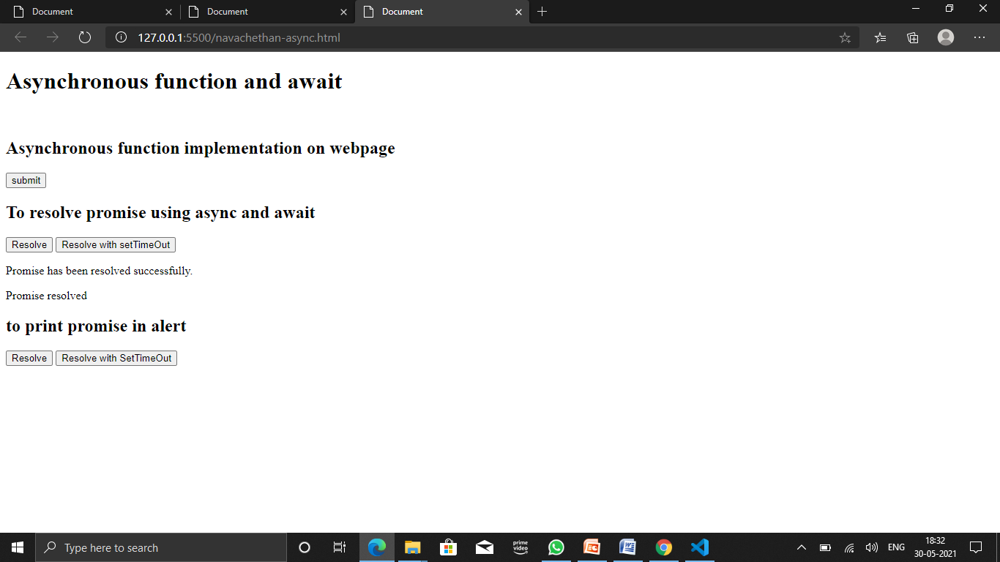 Document Document Document
127.0.0.1:5500/navachethan-async.html
Asynchronous function and await
Asynchronous function implementation on webpage
submit
To resolve promise using async and await
Resolve Resolve with setTimeOut
Promise has been resolved successfully.
Promise resolved
to print promise in alert
Resolve Resolve with SetTimeOut
Type here to search
prime
video
ENG
18:32
30-05-2021